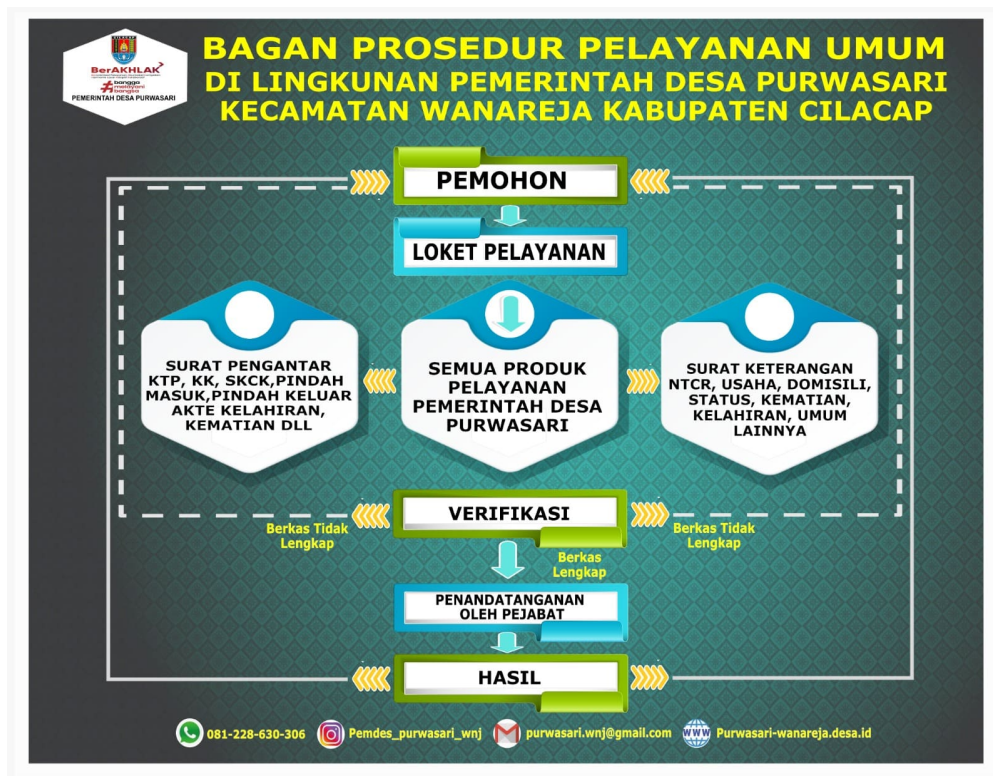 BAGAN PROSEDUR PELAYANAN UMUM
DI LINGKUNAN PEMERINTAH DESA PURWASARI
KECAMATAN WANAREJA KABUPATEN CILACAP
CILACAP
BerAKHLAK
#bangga
melayani
bangsa
PEMERINTAH DESA PURWASARI
PEMOHON
LOKET PELAYANAN
SURAT PENGANTAR
KTP, KK, SKCK,PINDAH
MASUK,PINDAH KELUAR
AKTE KELAHIRAN,
KEMATIAN DLL
SEMUA PRODUK
PELAYANAN
PEMERINTAH DESA
PURWASARI
SURAT KETERANGAN
NTCR, USAHA, DOMISILI,
STATUS, KEMATIAN,
KELAHIRAN, UMUM
LAINNYA
VERIFIKASI
Berkas Tidak
Lengkap
Berkas
Lengkap
Berkas Tidak
Lengkap
PENANDATANGANAN
OLEH PEJABAT
HASIL
081-228-630-306
Pemdes_purwasari_wnj
purwasari.wnj@gmail.com
www
Purwasari-wanareja.desa.id